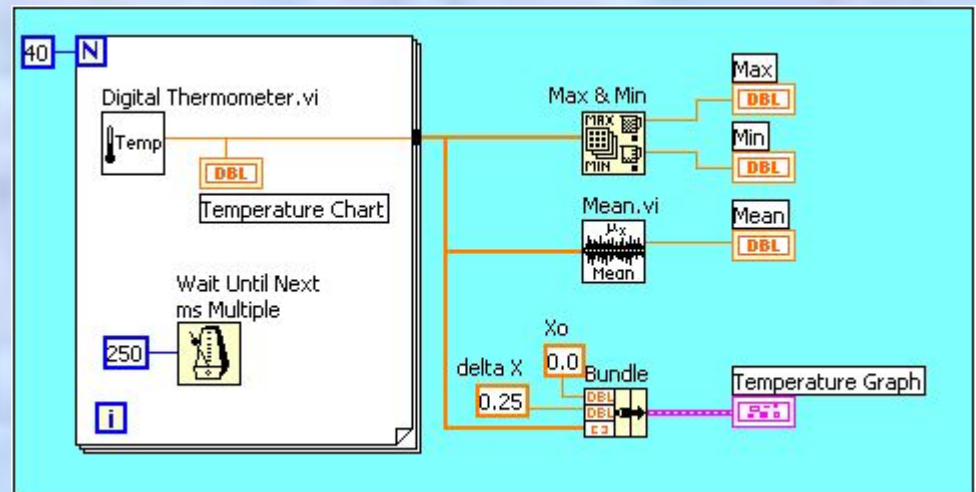 40
N
Digital Thermometer.vi
Temp
DBL
Temperature Chart
Wait Until Next
ms Multiple
250
i
Max & Min
MAX
MIN
Max
DBL
Min
DBL
Mean.vi
μx
Mean
Mean
DBL
Xo
0.0
delta X
0.25
Bundle
DBL
DBL
Temperature Graph